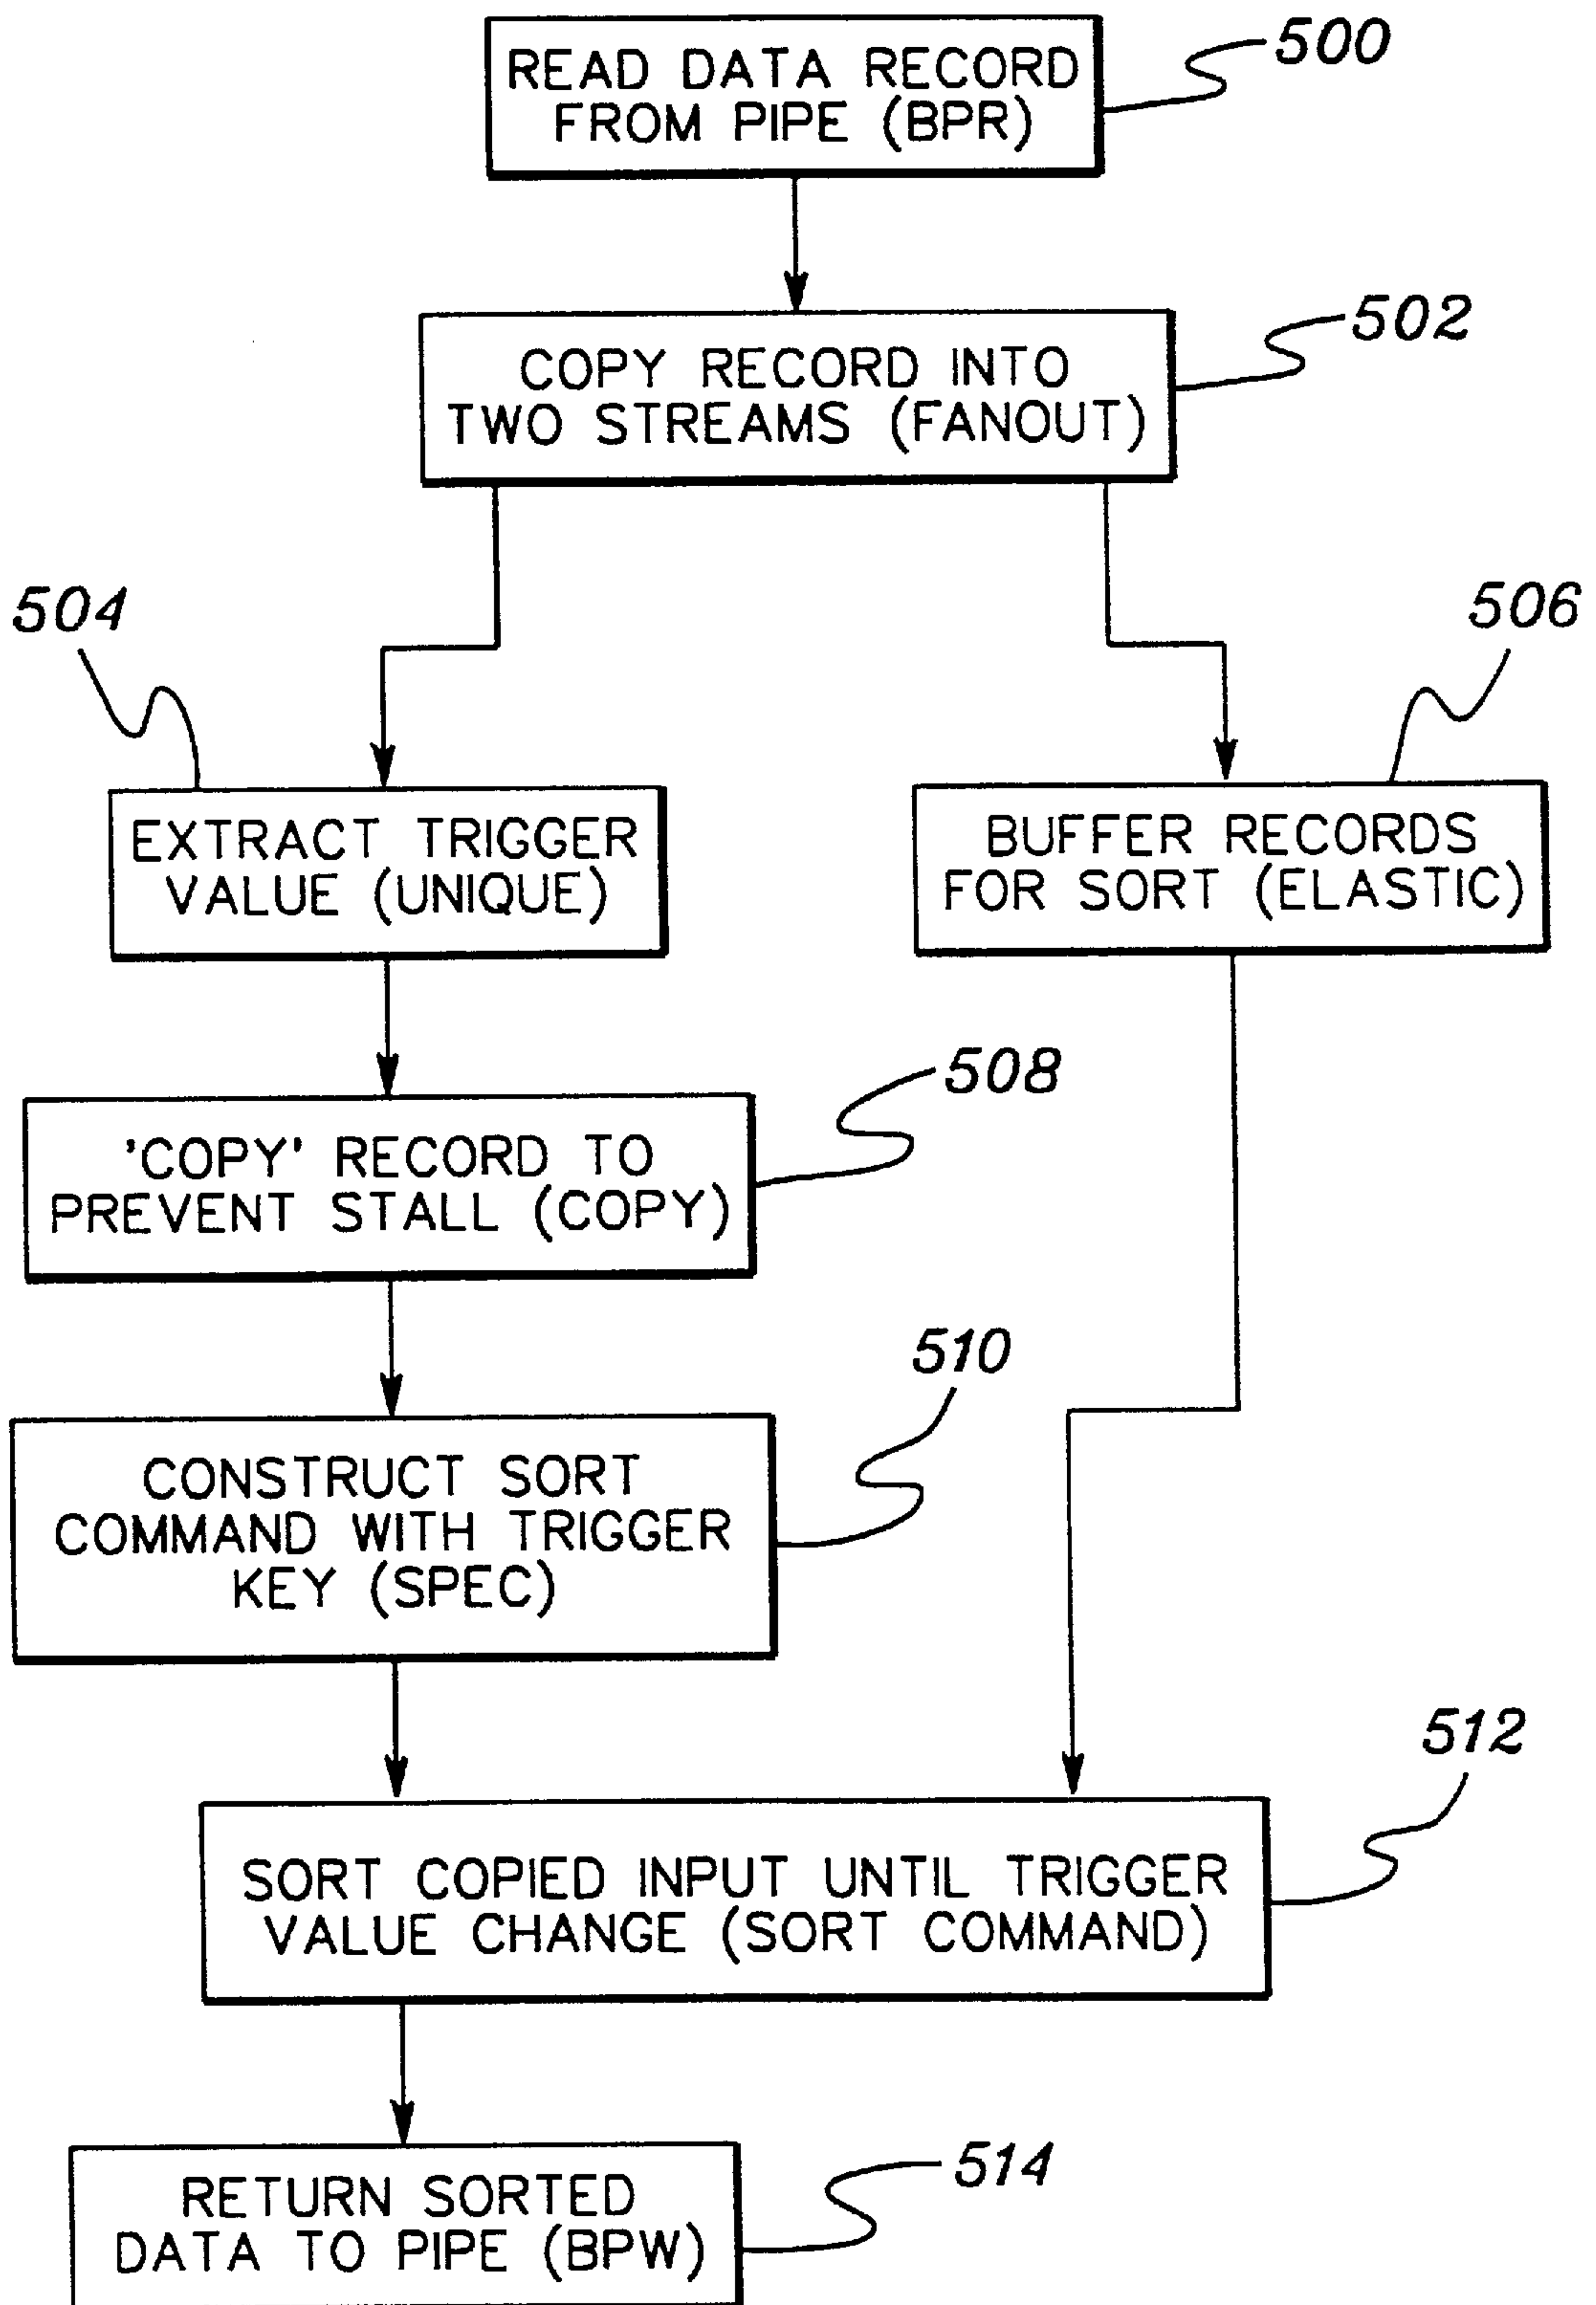 READ DATA RECORD
FROM PIPE (BPR)
500
COPY RECORD INTO
TWO STREAMS (FANOUT)
502
504
506
EXTRACT TRIGGER
VALUE (UNIQUE)
BUFFER RECORDS
FOR SORT (ELASTIC)
508
'COPY' RECORD TO
PREVENT STALL (COPY)
510
CONSTRUCT SORT
COMMAND WITH TRIGGER
KEY (SPEC)
512
SORT COPIED INPUT UNTIL TRIGGER
VALUE CHANGE (SORT COMMAND)
514
RETURN SORTED
DATA TO PIPE (BPW)